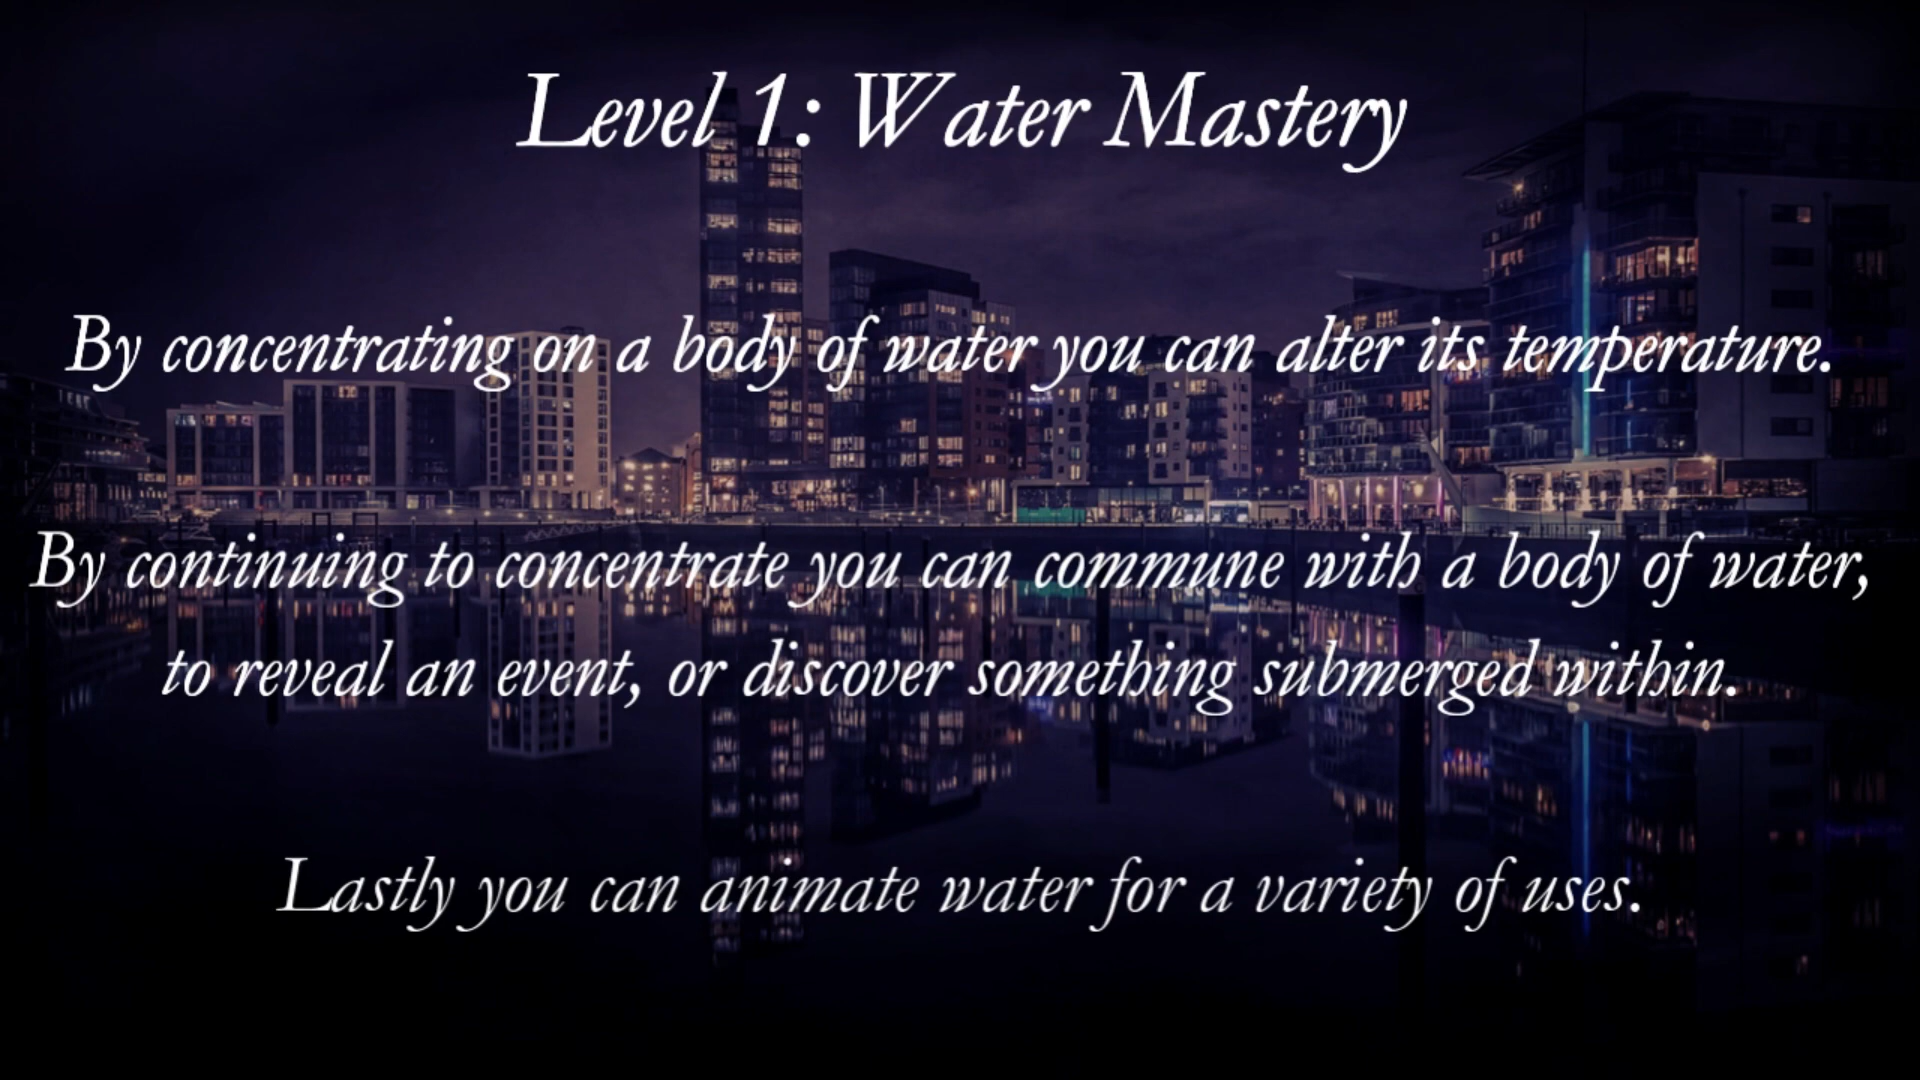 Level 1: Water Mastery
By concentrating on a body of water you can alter its temperature.
By continuing to concentrate you can commune with a body of water,
to reveal an event, or discover something submerged within.
Lastly you can animate water for a variety of uses.